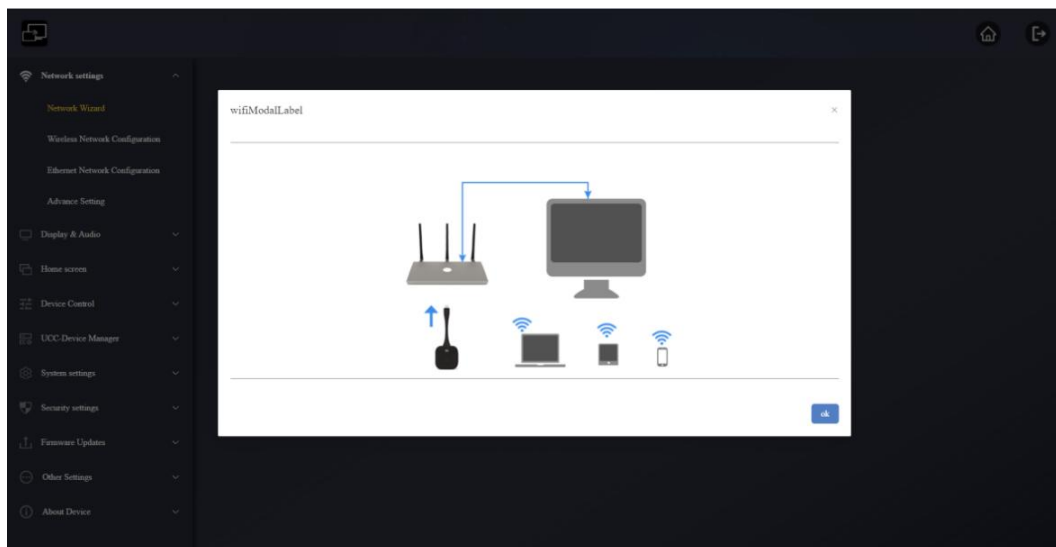 Network settings
Network Wizard
Wireless Network Configuration
Ethernet Network Configuration
Advance Setting
Display & Audio
Home screen
Device Control
UCC-Device Manager
System settings
Security settings
Firmware Updates
Other Settings
About Device
wifiModalLabel
ok